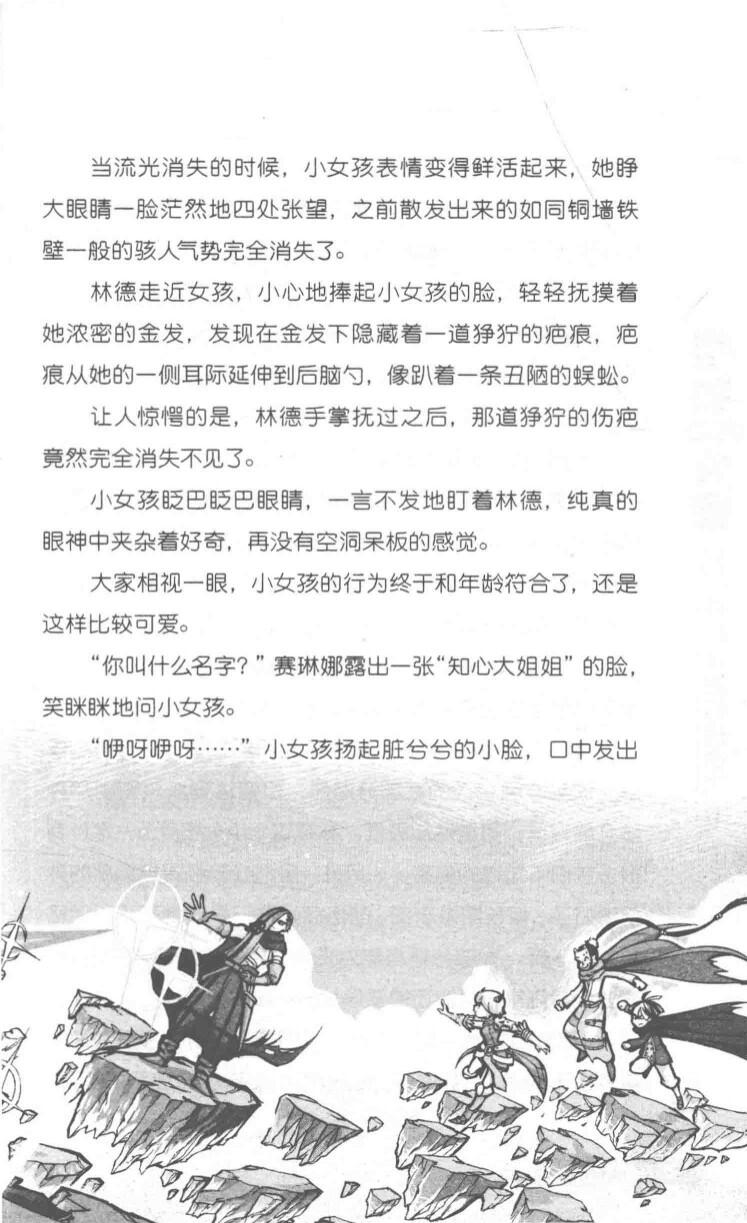 当流光消失的时候，小女孩表情变得鲜活起来，她睁
大眼睛一脸茫然地四处张望，之前散发出来的如同铜墙铁
壁一般的骇人气势完全消失了。
林德走近女孩，小心地捧起小女孩的脸，轻轻抚摸着
她浓密的金发，发现在金发下隐藏着一道狰狞的疤痕，疤
痕从她的一侧耳际延伸到后脑勺，像趴着一条丑陋的蜈蚣。
让人惊愕的是，林德手掌抚过之后，那道狰狞的伤疤
竟然完全消失不见了。
小女孩眨巴眨巴眼睛，一言不发地盯着林德，纯真的
眼神中夹杂着好奇，再没有空洞呆板的感觉。
大家相视一眼，小女孩的行为终于和年龄符合了，还是
这样比较可爱。
“你叫什么名字？”赛琳娜露出一张“知心大姐姐”的脸，
笑眯眯地问小女孩。
“咿呀咿呀……”小女孩扬起脏兮兮的小脸，口中发出